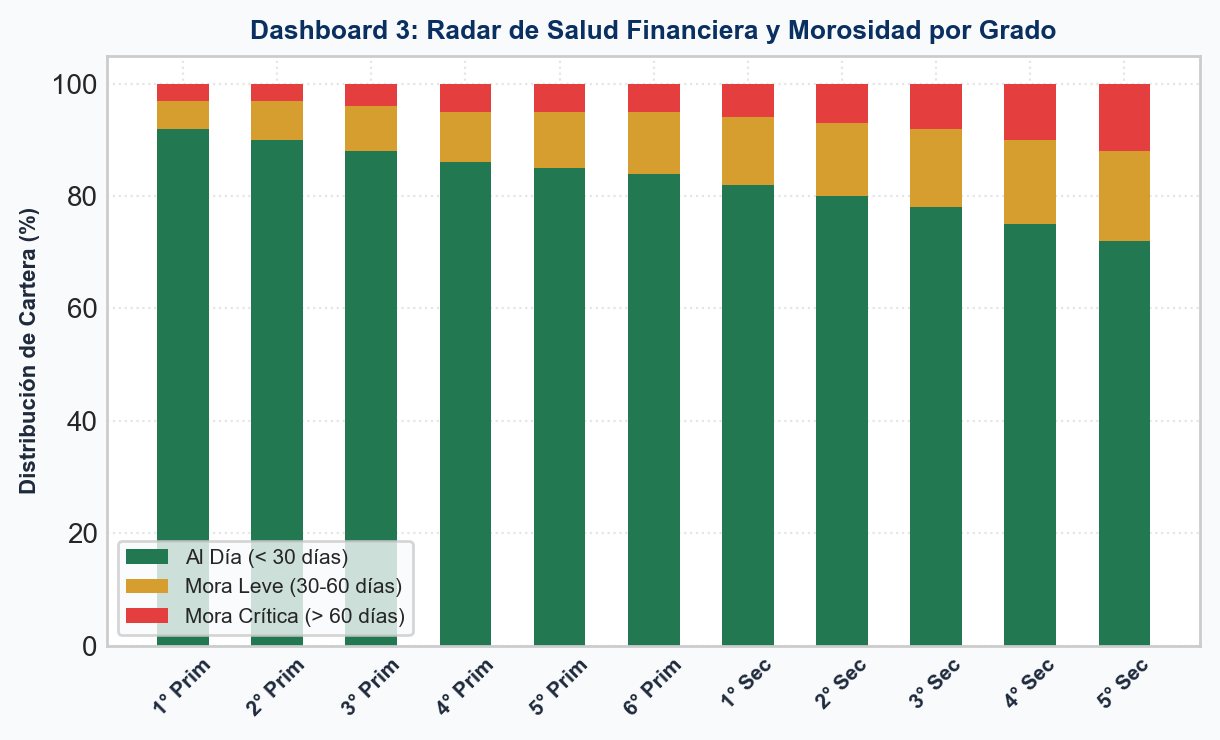 Dashboard 3: Radar de Salud Financiera y Morosidad por Grado
Distribución de Cartera (%)
100
80
60
40
20
0
Al Día (< 30 días)
Mora Leve (30-60 días)
Mora Crítica (> 60 días)
1° Prim
2° Prim
3° Prim
4° Prim
5° Prim
6° Prim
1° Sec
2° Sec
3° Sec
4° Sec
5° Sec